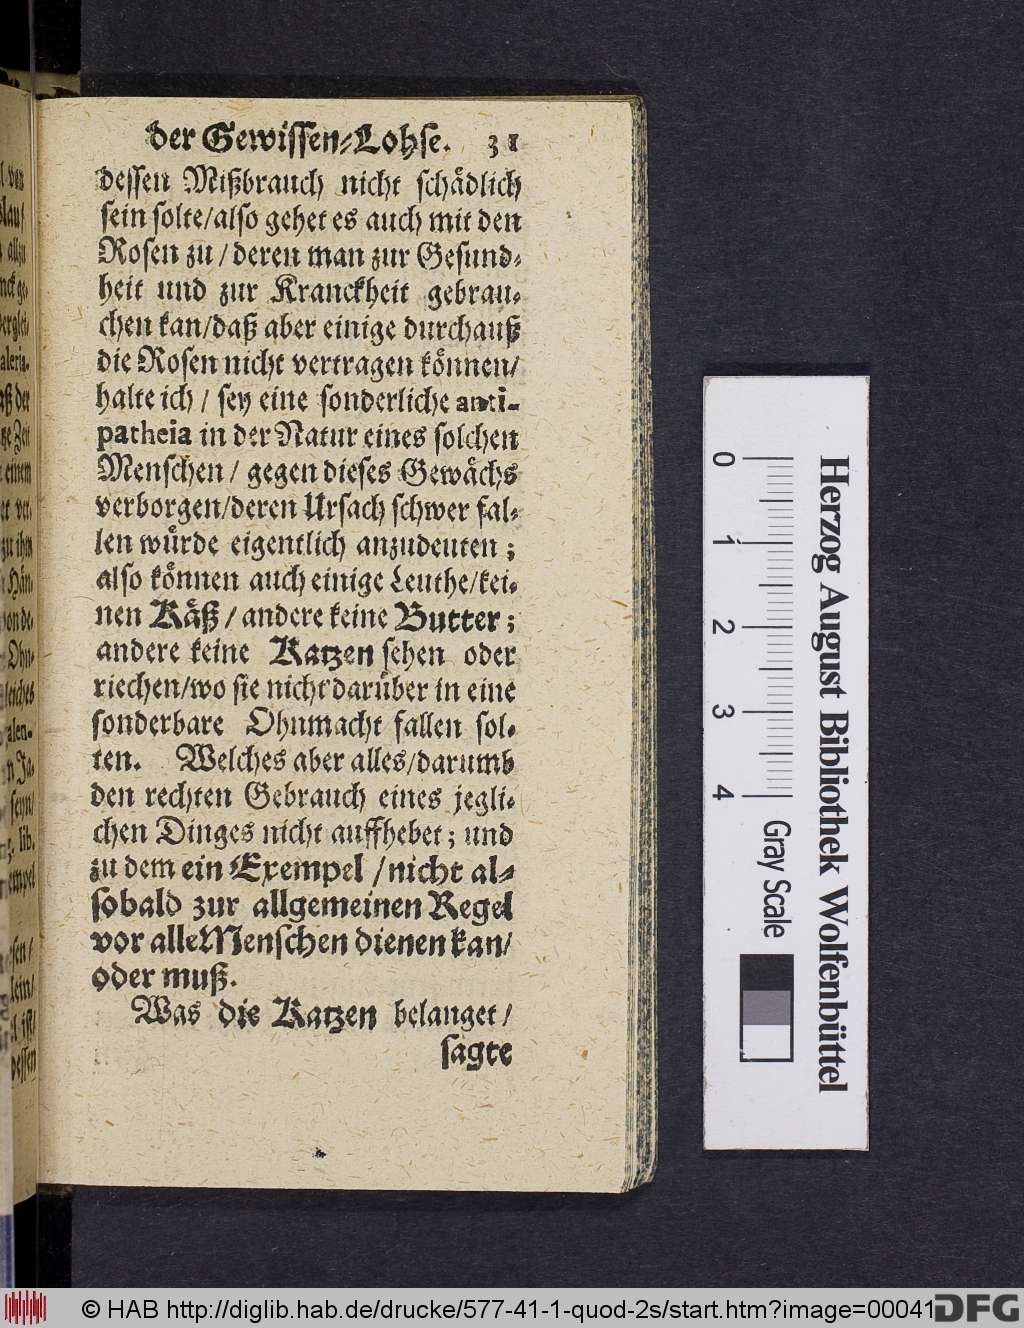 der Gewissen⸗Lohse. 31
dessen Mißbrauch nicht schädlich
sein solte/also gehet es auch mit den
Rosen zu / deren man zur Gesund⸗
heit und zur Kranckheit gebrau⸗
chen kan/daß aber einige durchauß
die Rosen nicht vertragen können/
halte ich / sey eine sonderliche anti-
patheia in der Natur eines solchen
Menschen / gegen dieses Gewächs
verborgen/deren Ursach schwer fal⸗
len würde eigentlich anzudeuten ;
also können auch einige Leuthe/kei⸗
nen Käß / andere keine Butter ;
andere keine Katzen sehen oder
riechen/wo sie nicht darüber in eine
sonderbare Ohnmacht fallen sol⸗
ten. Welches aber alles/darumb
den rechten Gebrauch eines jegli⸗
chen Dinges nicht auffhebet ; und
zu dem ein Exempel /nicht al⸗
sobald zur allgemeinen Regel
vor alle Menschen dienen kan/
oder muß.
Was die Katzen belanget /
sagte
0 1 2 3 4
Gray Scale
Herzog August Bibliothek Wolfenbüttel
© HAB http://diglib.hab.de/drucke/577-41-1-quod-2s/start.htm?image=00041
DFG